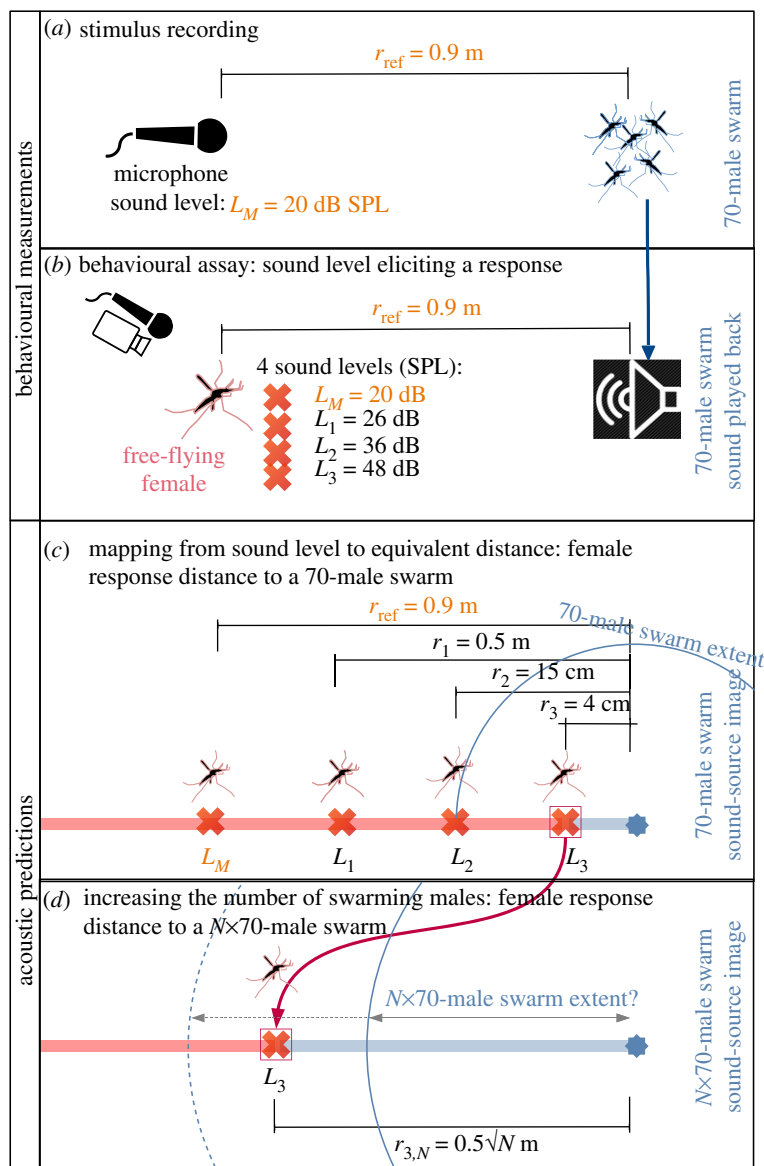 behavioural measurements
(a) stimulus recording
r_ref = 0.9 m
microphone
sound level: L_M = 20 dB SPL
70-male swarm
(b) behavioural assay: sound level eliciting a response
r_ref = 0.9 m
4 sound levels (SPL):
L_M = 20 dB
L_1 = 26 dB
L_2 = 36 dB
L_3 = 48 dB
free-flying
female
70-male swarm
sound played back
acoustic predictions
(c) mapping from sound level to equivalent distance: female
response distance to a 70-male swarm
r_ref = 0.9 m
70-male swarm extent
r_1 = 0.5 m
r_2 = 15 cm
r_3 = 4 cm
L_M
L_1
L_2
L_3
70-male swarm
sound-source image
(d) increasing the number of swarming males: female response
distance to a N×70-male swarm
N×70-male swarm extent?
L_3
r_3,N = 0.5√N m
N×70-male swarm
sound-source image